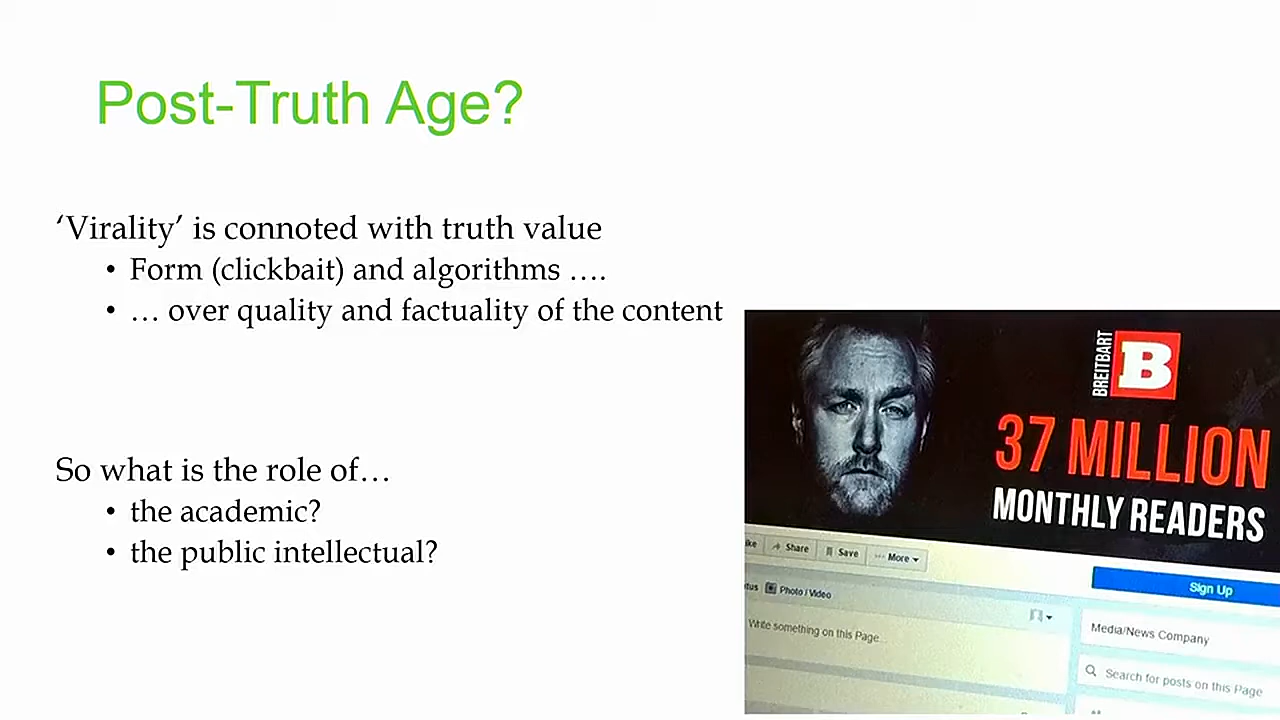 Post-Truth Age?
‘Virality’ is connoted with truth value
• Form (clickbait) and algorithms ….
• … over quality and factuality of the content
So what is the role of…
• the academic?
• the public intellectual?
BREITBART
B
37 MILLION
MONTHLY READERS
Share Save More
Sign Up
Photo / Video
Write something on this Page...
Media/News Company
Search for posts on this Page